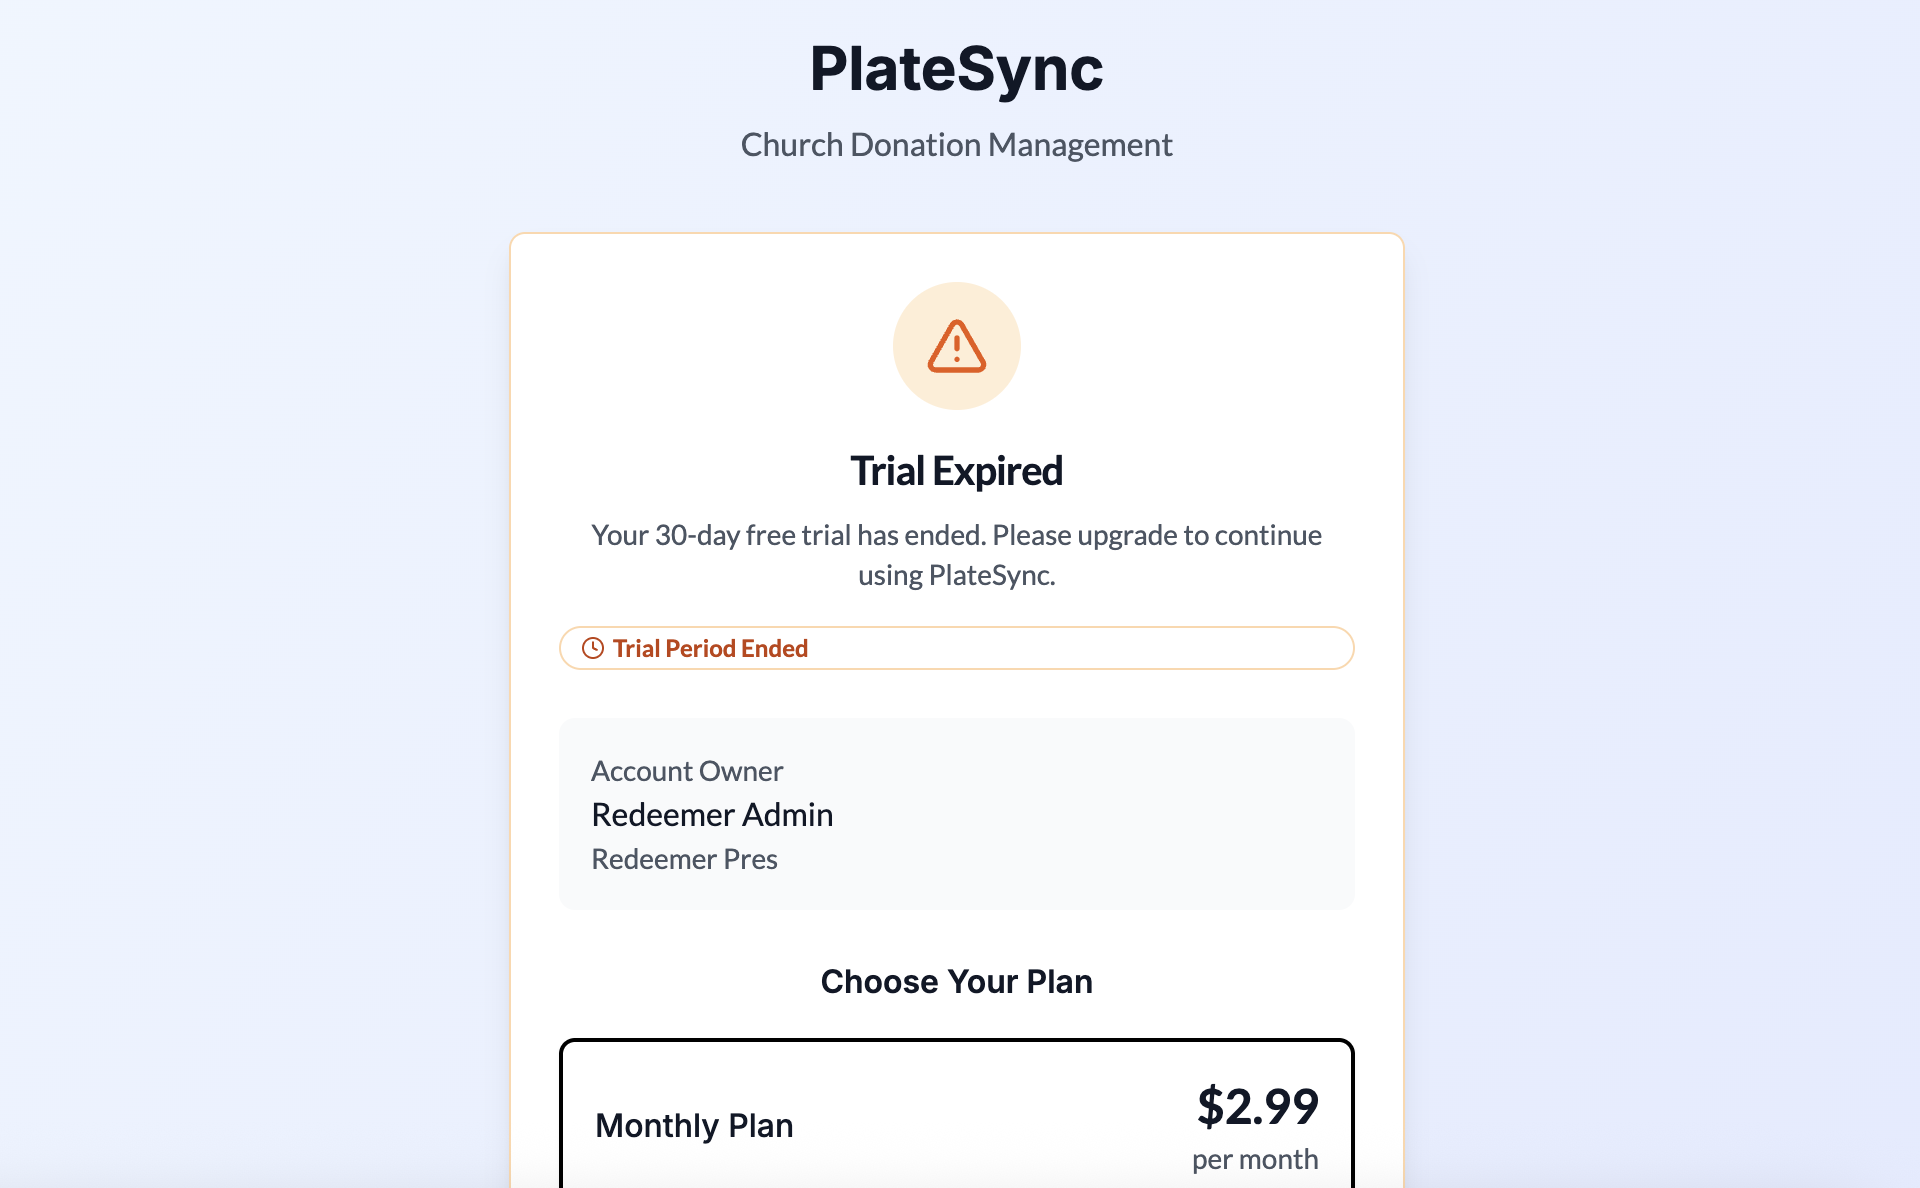 PlateSync
Church Donation Management
Trial Expired
Your 30-day free trial has ended. Please upgrade to continue
using PlateSync.
Trial Period Ended
Account Owner
Redeemer Admin
Redeemer Pres
Choose Your Plan
Monthly Plan
$2.99
per month